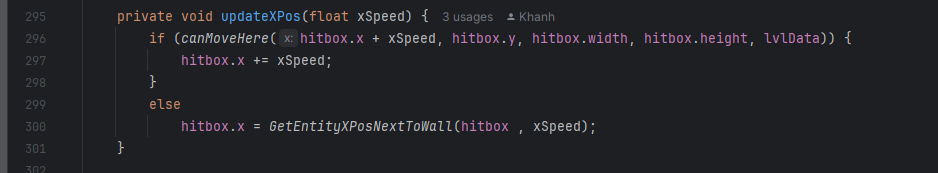 295 private void updateXPos(float xSpeed) { 3 usages Khanh
296 if (canMoveHere( x: hitbox.x + xSpeed, hitbox.y, hitbox.width, hitbox.height, lvlData)) {
297 hitbox.x += xSpeed;
298 }
299 else
300 hitbox.x = GetEntityXPosNextToWall(hitbox , xSpeed);
301 }
302